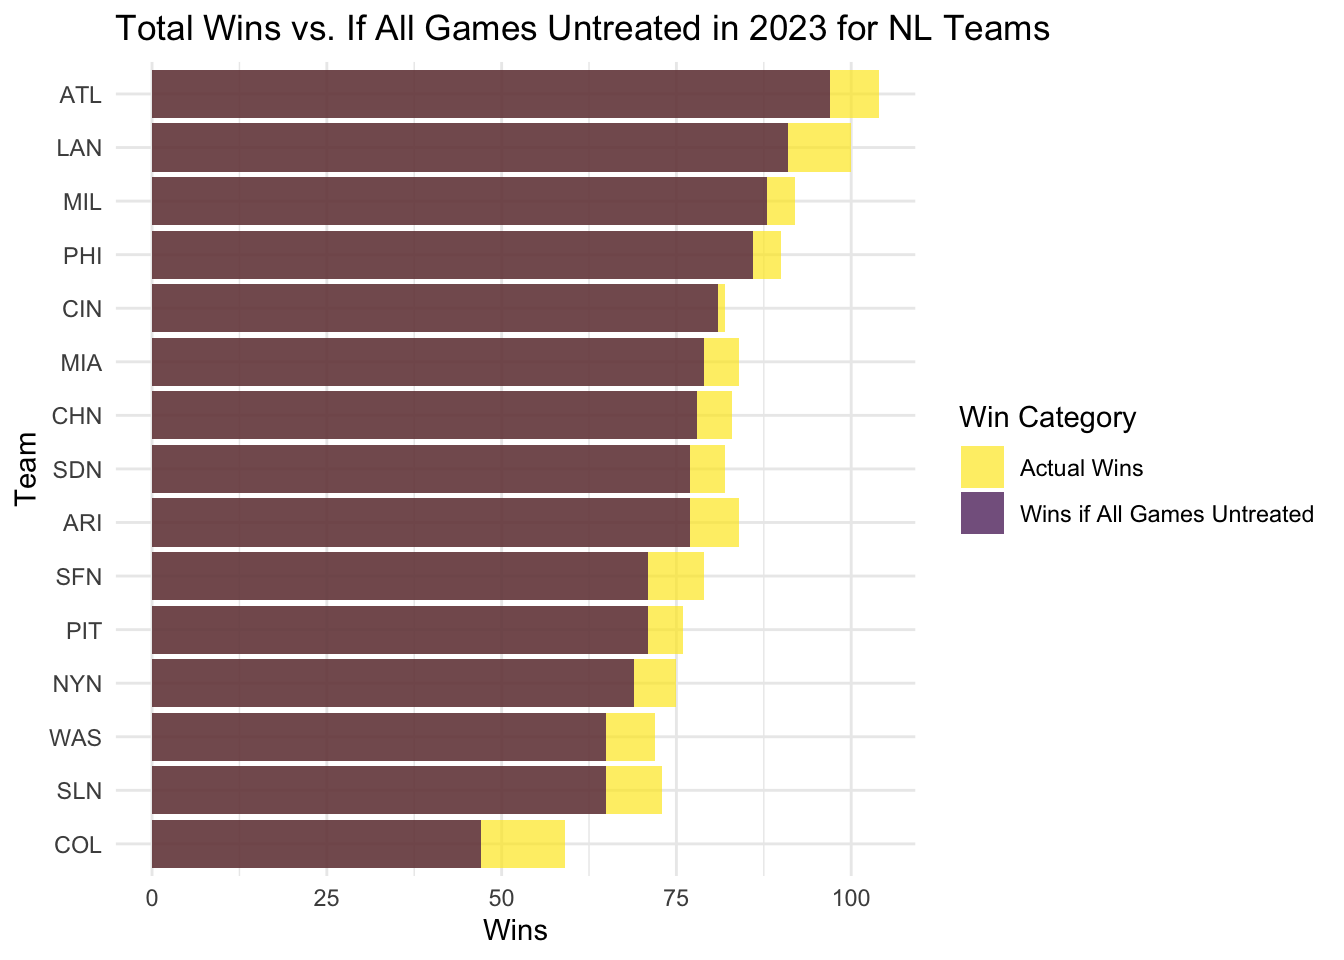 Total Wins vs. If All Games Untreated in 2023 for NL Teams
ATL
LAN
MIL
PHI
CIN
MIA
CHN
SDN
ARI
SFN
PIT
NYN
WAS
SLN
COL
Team
0 25 50 75 100
Wins
Win Category
Actual Wins
Wins if All Games Untreated